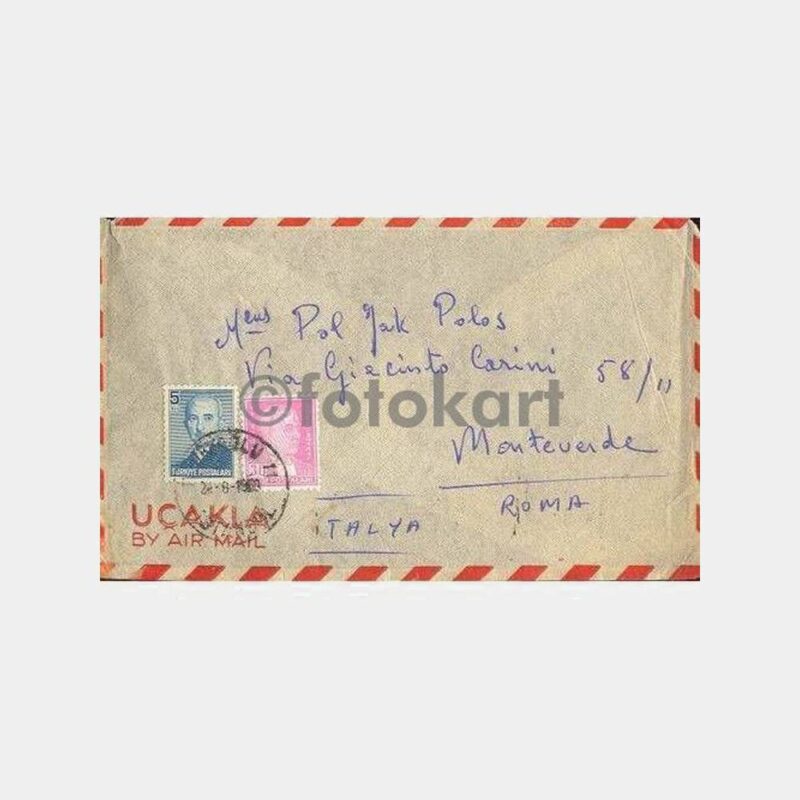 Mens Pol Jak Polos
Via Giacinto Carini 58/11
©fotokart
Monteverde
ROMA
İTALYA
5
TÜRKİYE POSTALARI
UÇAKLA
BY AIR MAIL